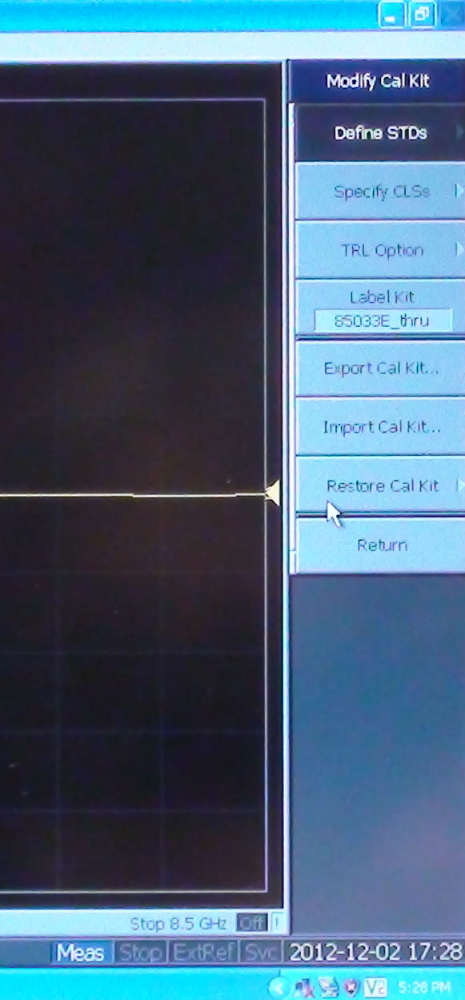 Modify Cal Kit
Define STDs
Specify CLSs
TRL Option
Label Kit
85033E_thru
Export Cal Kit...
Import Cal Kit...
Restore Cal Kit
Return
Stop 8.5 GHz Off !
Meas Stop ExtRef Svc 2012-12-02 17:28
V2 5:28 PM